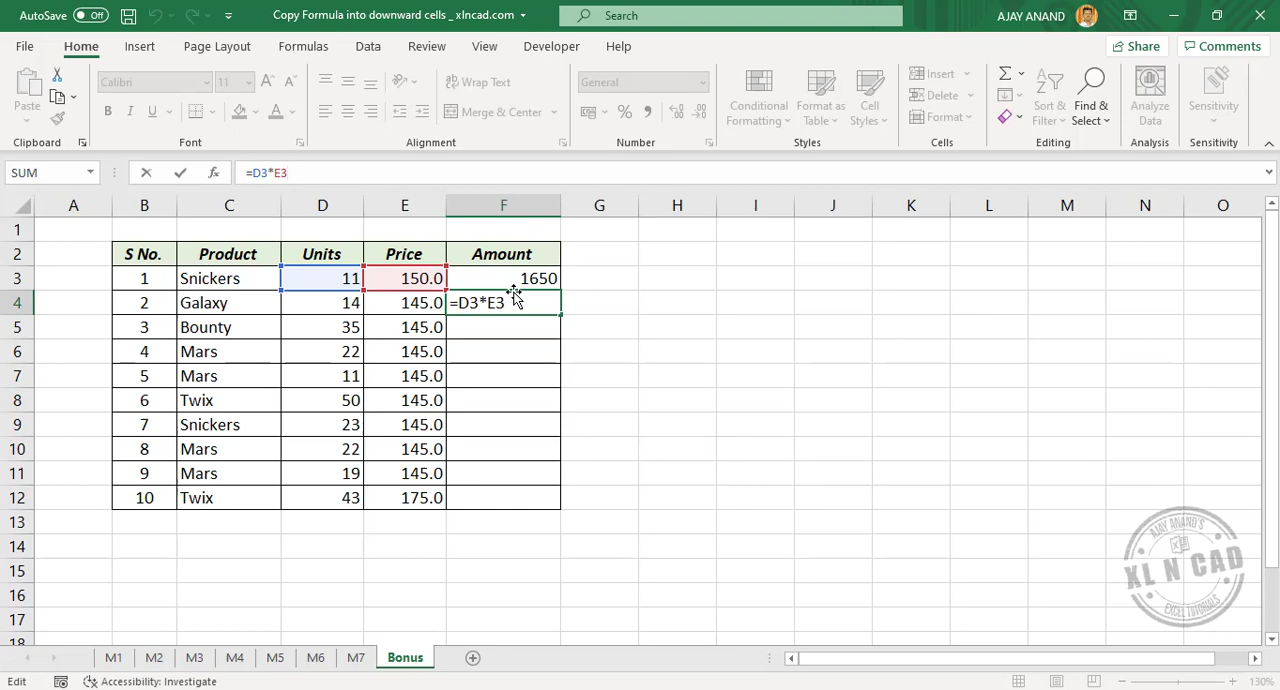 AutoSave Off Copy Formula into downward cells _ xlncad.com Search AJAY ANAND
File Home Insert Page Layout Formulas Data Review View Developer Help Share Comments
Paste Calibri 11 Wrap Text General Conditional Formatting Format as Table Cell Styles Insert Sort & Filter Find & Select Analyze Data Sensitivity
B I U Merge & Center Delete
Format
Clipboard Font Alignment Number Styles Cells Editing Analysis Sensitivity
SUM fx =D3*E3
A B C D E F G H I J K L M N O
1
2 S No. Product Units Price Amount
3 1 Snickers 11 150.0 1650
4 2 Galaxy 14 145.0 =D3*E3
5 3 Bounty 35 145.0
6 4 Mars 22 145.0
7 5 Mars 11 145.0
8 6 Twix 50 145.0
9 7 Snickers 23 145.0
10 8 Mars 22 145.0
11 9 Mars 19 145.0
12 10 Twix 43 175.0
13
14
15
16
17
18
AJAY ANAND'S
XL N CAD
EXCEL TUTORIALS
M1 M2 M3 M4 M5 M6 M7 Bonus
Edit Accessibility: Investigate 130%